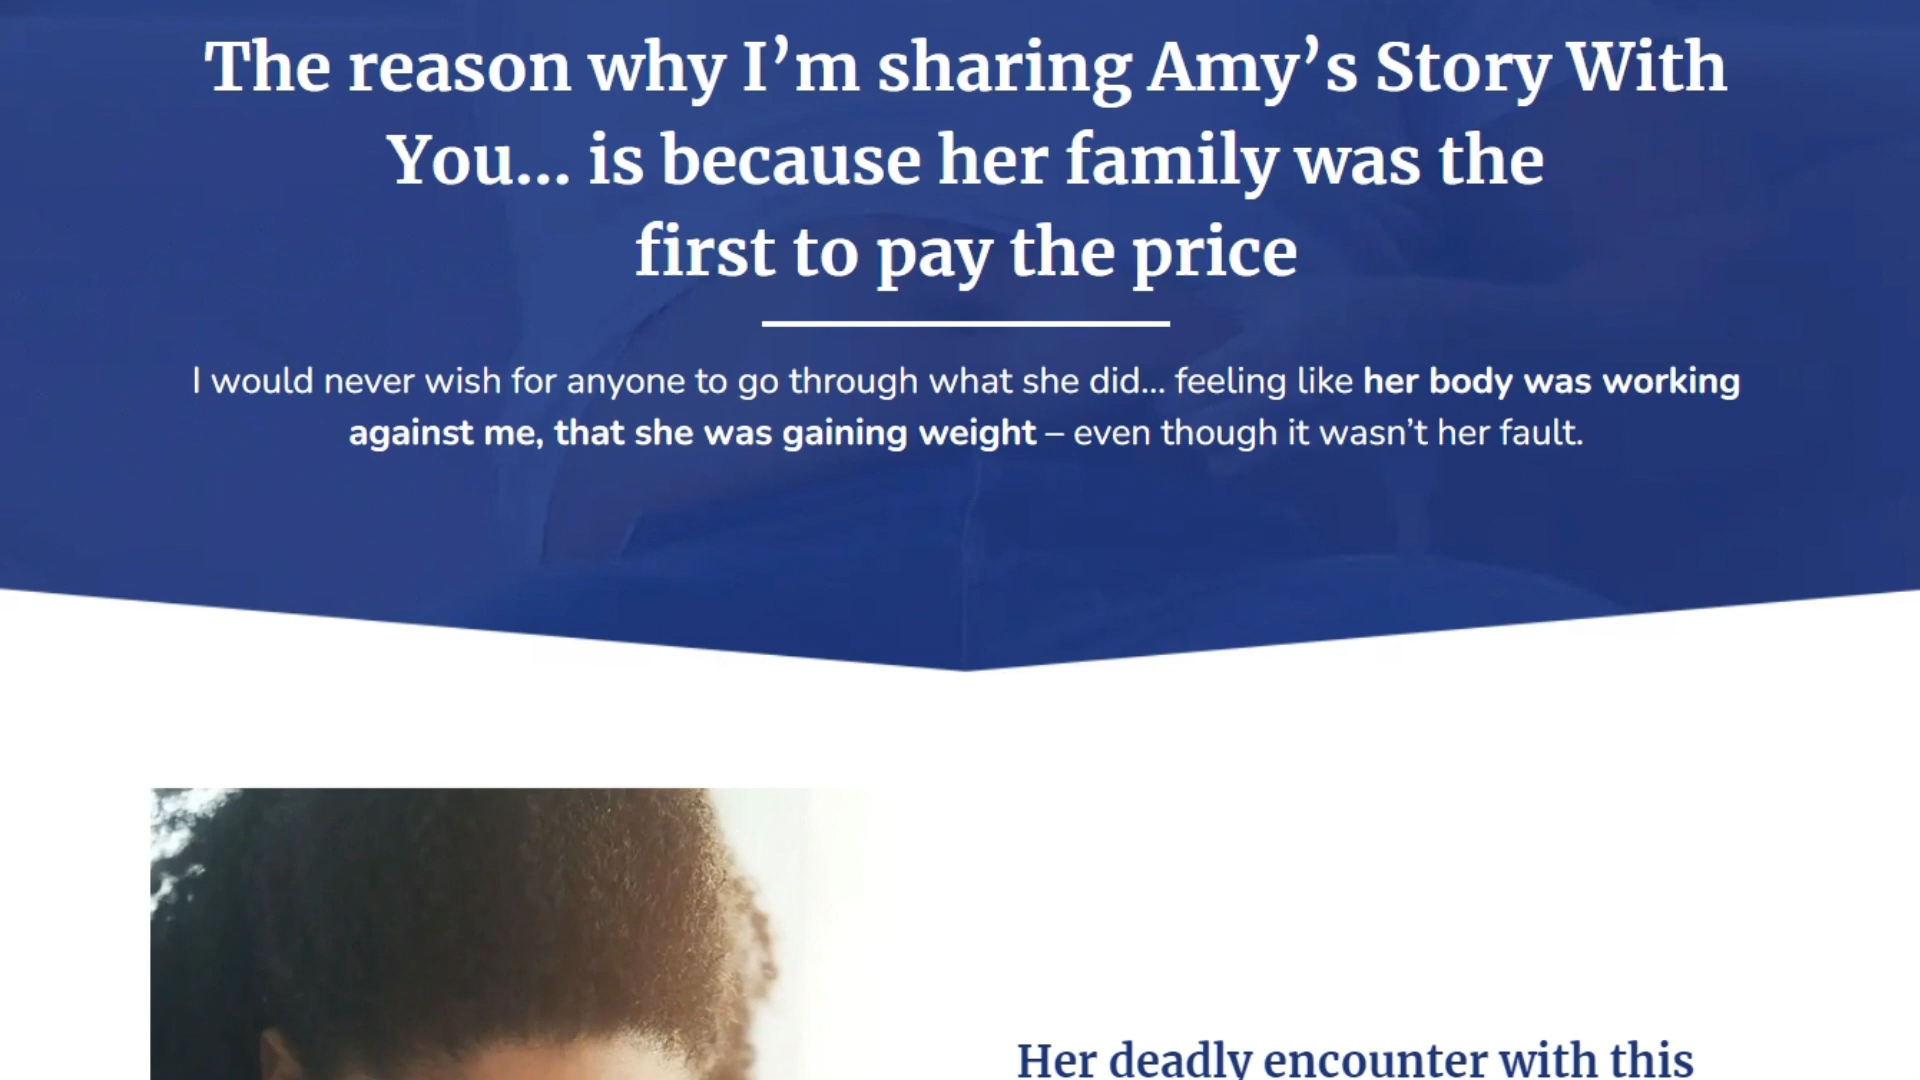 The reason why I’m sharing Amy’s Story With
You... is because her family was the
first to pay the price
I would never wish for anyone to go through what she did... feeling like her body was working
against me, that she was gaining weight – even though it wasn’t her fault.
Her deadly encounter with this